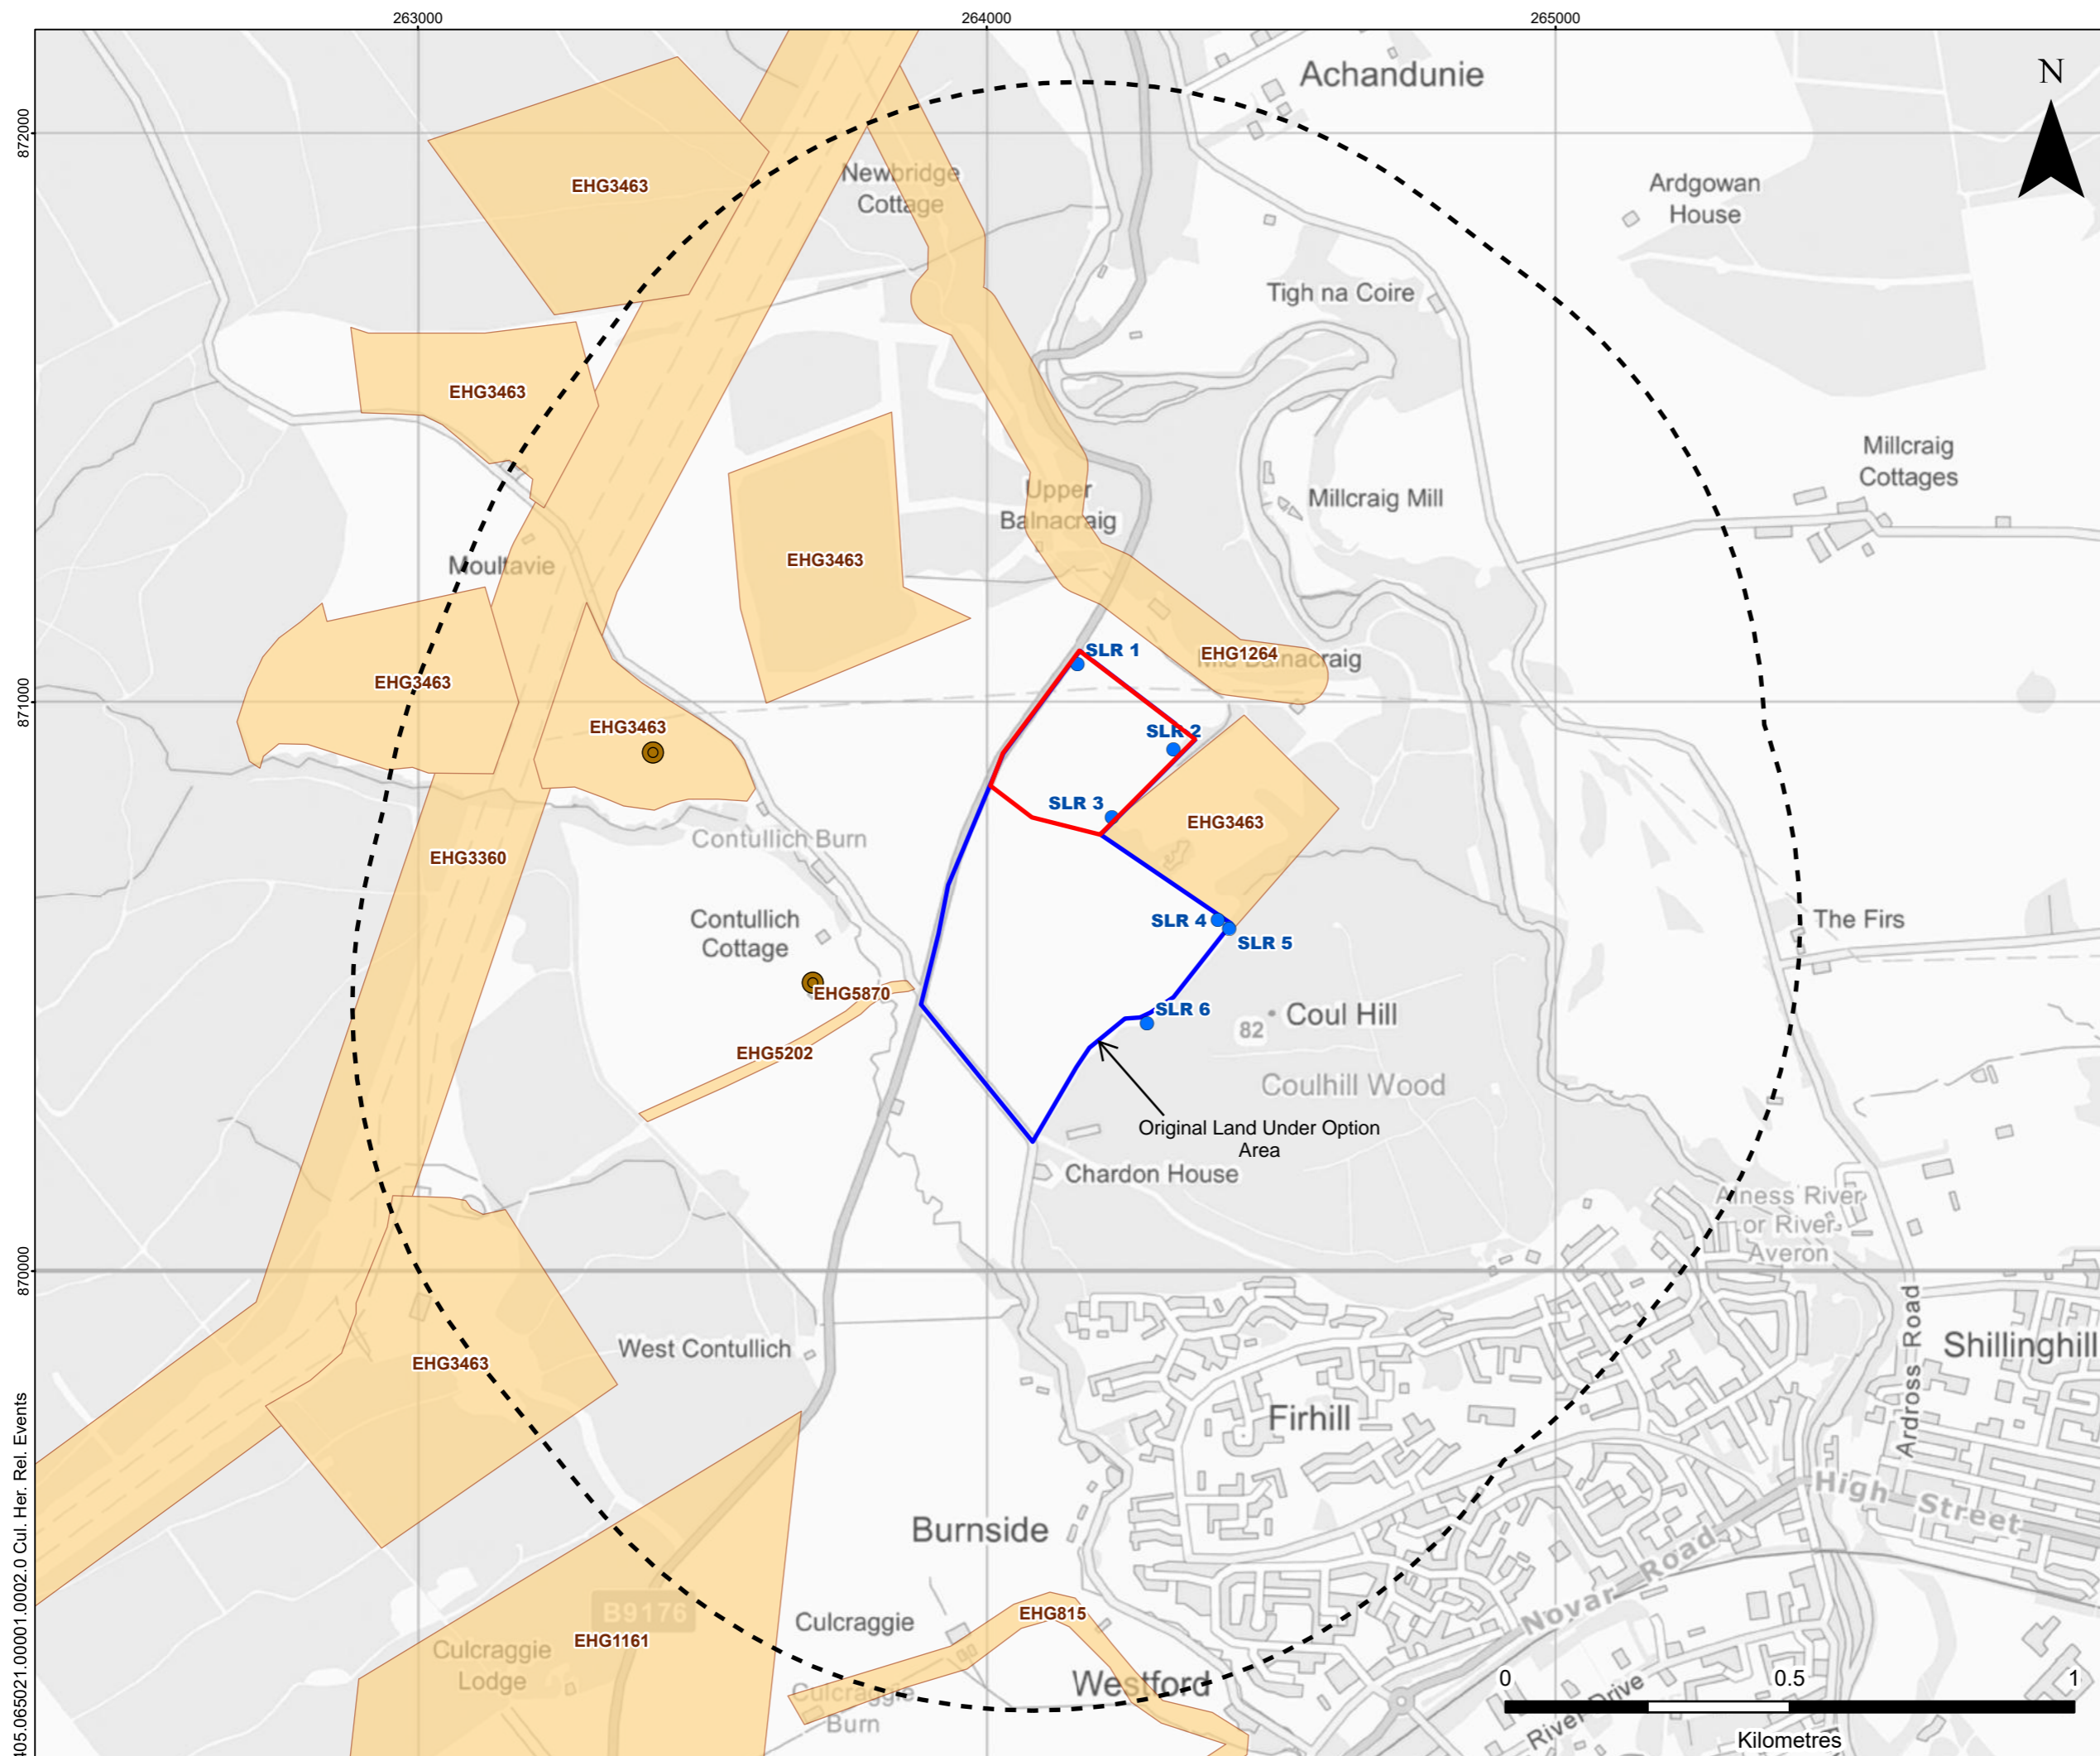 263000
264000
265000
872000
871000
870000
405.065021.00001.0002.0 Cul. Her. Rel. Events
N
Achandunie
EHG3463
Newbridge
Cottage
Ardgowan
House
Tigh na Coire
EHG3463
Millcraig
Cottages
Upper
Balnacraig
Millcraig Mill
EHG3463
Moultavie
SLR 1
EHG1264
Mid Balnacraig
EHG3463
EHG3463
SLR 2
SLR 3
EHG3463
Contullich Burn
EHG3360
Contullich
Cottage
SLR 4
SLR 5
The Firs
EHG5870
SLR 6
82
Coul Hill
EHG5202
Coulhill Wood
Original Land Under Option
Area
Chardon House
Alness River
or River
Averon
West Contullich
EHG3463
Ardross Road
Shillinghill
Firhill
High Street
Burnside
Novar Road
B9176
Culcraggie
EHG815
EHG1161
Culcraggie
Lodge
Westford
Culcraggie
Burn
River Drive
0
0.5
1
Kilometres